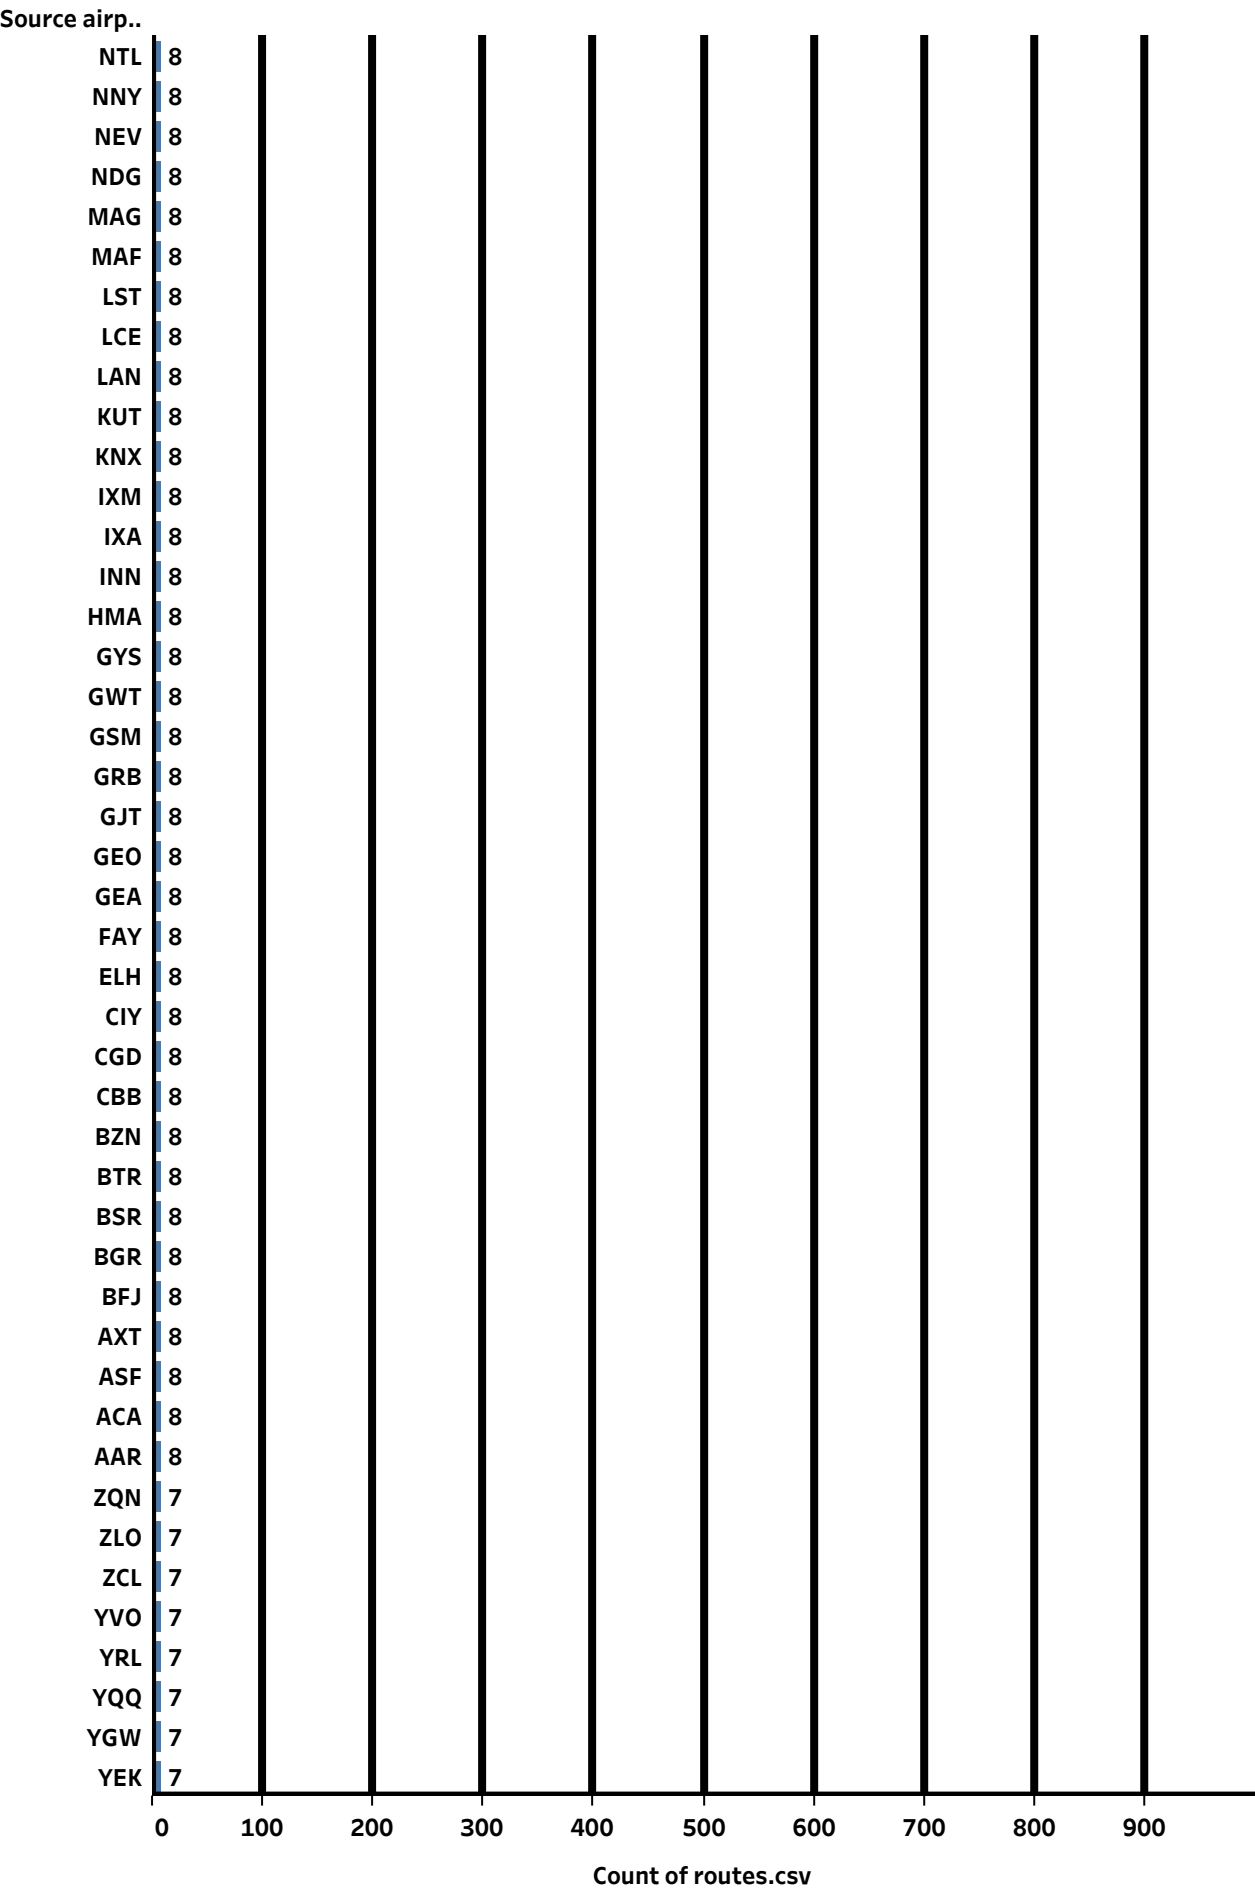 Source airp..
NTL 8
NNY 8
NEV 8
NDG 8
MAG 8
MAF 8
LST 8
LCE 8
LAN 8
KUT 8
KNX 8
IXM 8
IXA 8
INN 8
HMA 8
GYS 8
GWT 8
GSM 8
GRB 8
GJT 8
GEO 8
GEA 8
FAY 8
ELH 8
CIY 8
CGD 8
CBB 8
BZN 8
BTR 8
BSR 8
BGR 8
BFJ 8
AXT 8
ASF 8
ACA 8
AAR 8
ZQN 7
ZLO 7
ZCL 7
YVO 7
YRL 7
YQQ 7
YGW 7
YEK 7
0 100 200 300 400 500 600 700 800 900
Count of routes.csv